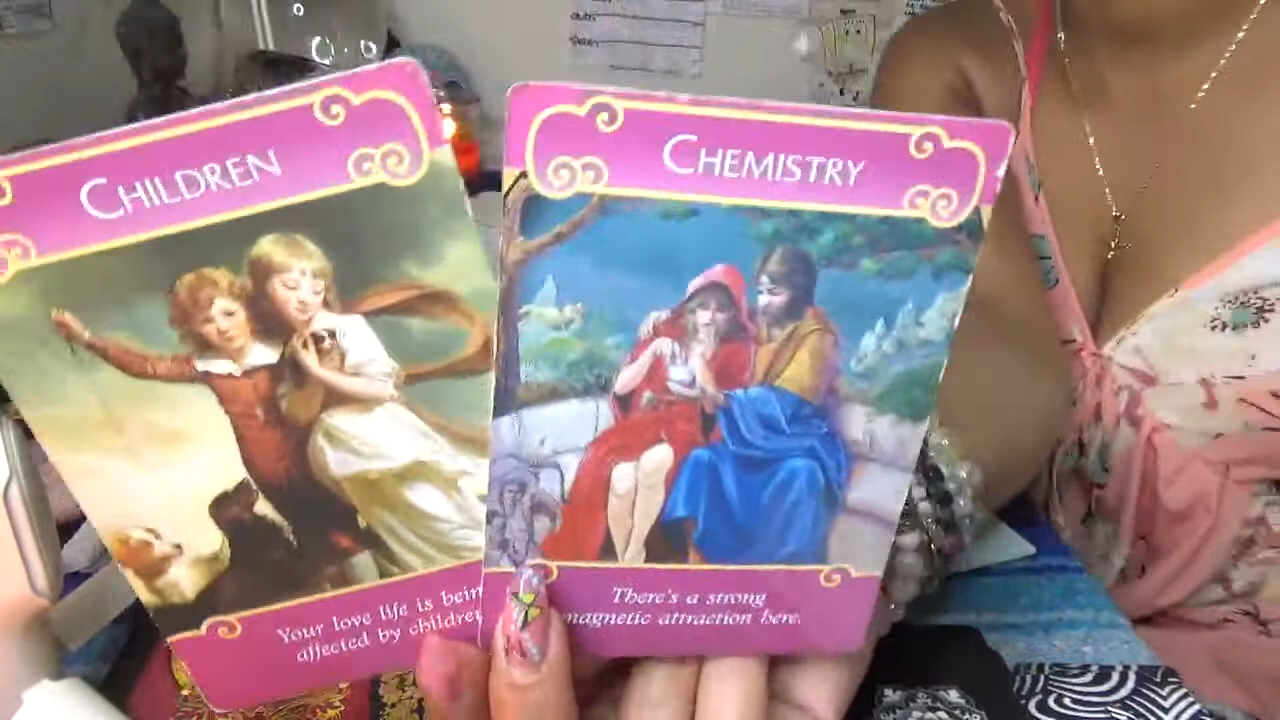 CHILDREN
Your love life is bein
affected by childre
CHEMISTRY
There's a strong
magnetic attraction here.